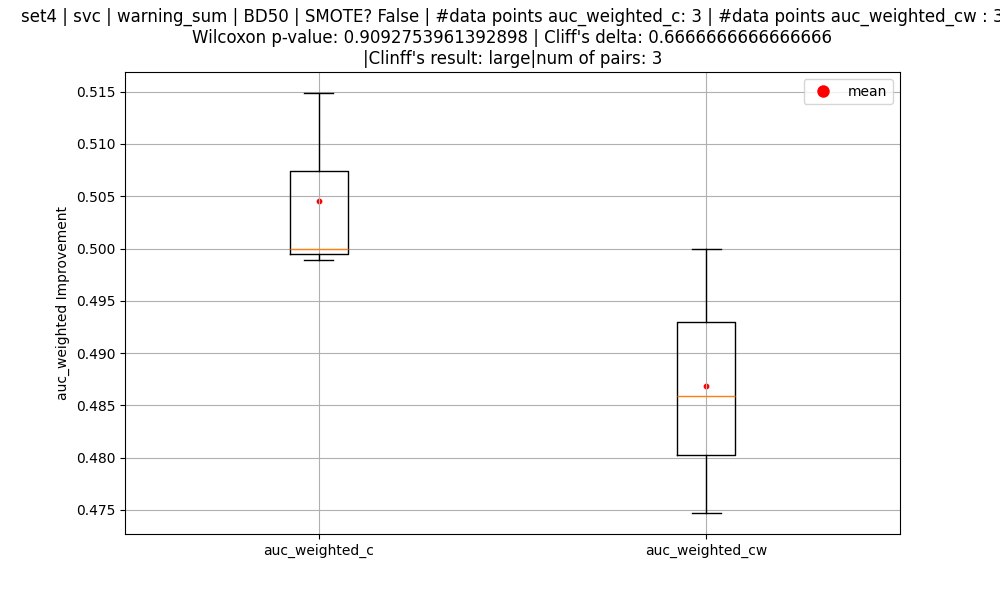 set4 | svc | warning_sum | BD50 | SMOTE? False | #data points auc_weighted_c: 3 | #data points auc_weighted_cw : 3
Wilcoxon p-value: 0.9092753961392898 | Cliff's delta: 0.6666666666666666
|Clinff's result: large|num of pairs: 3
mean
0.515
0.510
0.505
0.500
0.495
0.490
0.485
0.480
0.475
auc_weighted Improvement
auc_weighted_c
auc_weighted_cw